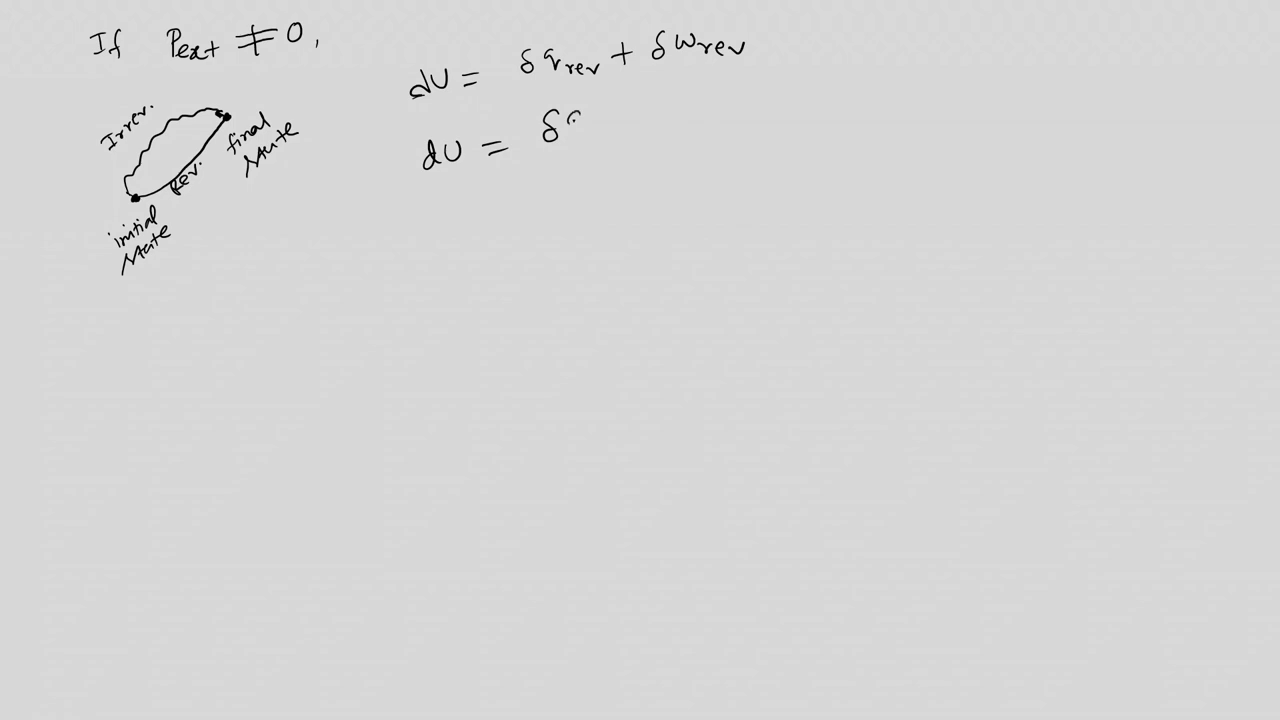 If Pext ≠ 0,
dU = δqrev + δwrev
Irrev.
final
state
dU = δ
Rev.
initial
state